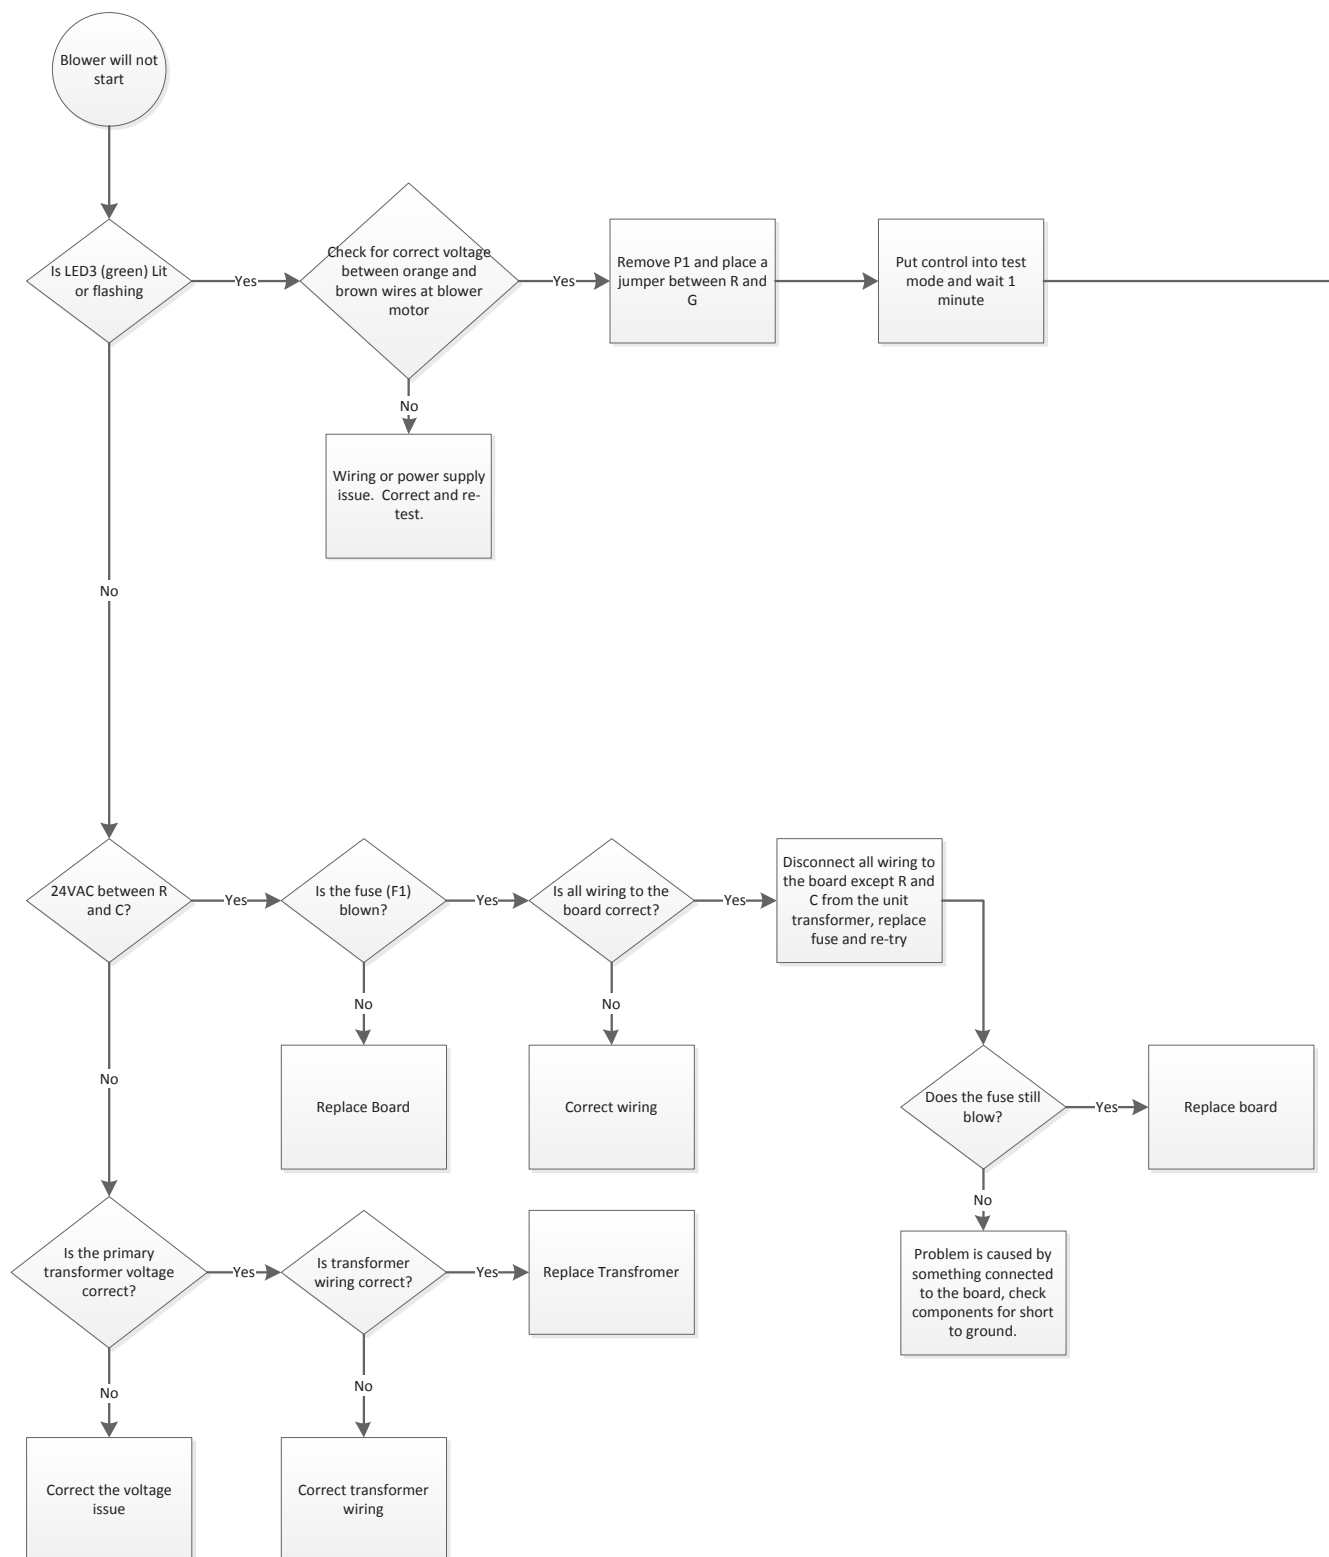 Blower will not
start
Is LED3 (green) Lit
or flashing
Yes
Check for correct voltage
between orange and
brown wires at blower
motor
Yes
Remove P1 and place a
jumper between R and
G
Put control into test
mode and wait 1
minute
No
Wiring or power supply
issue.  Correct and re-
test.
No
24VAC between R
and C?
Yes
Is the fuse (F1)
blown?
Yes
Is all wiring to the
board correct?
Yes
Disconnect all wiring to
the board except R and
C from the unit
transformer, replace
fuse and re-try
No
No
No
Replace Board
Correct wiring
Does the fuse still
blow?
Yes
Replace board
No
Is the primary
transformer voltage
correct?
Yes
Is transformer
wiring correct?
Yes
Replace Transfromer
Problem is caused by
something connected
to the board, check
components for short
to ground.
No
No
Correct the voltage
issue
Correct transformer
wiring